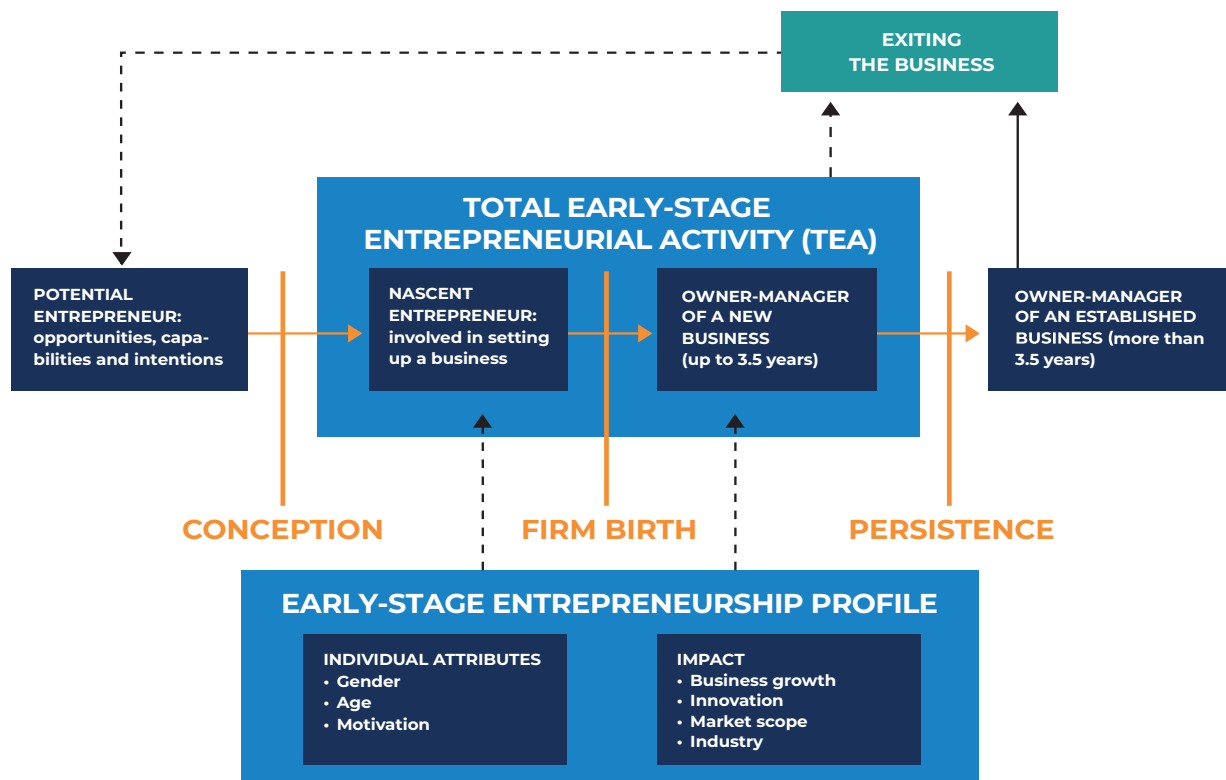 EXITING
THE BUSINESS
TOTAL EARLY-STAGE
ENTREPRENEURIAL ACTIVITY (TEA)
POTENTIAL
ENTREPRENEUR:
opportunities, capa-
bilities and intentions
NASCENT
ENTREPRENEUR:
involved in setting
up a business
OWNER-MANAGER
OF A NEW
BUSINESS
(up to 3.5 years)
OWNER-MANAGER
OF AN ESTABLISHED
BUSINESS (more than
3.5 years)
CONCEPTION
FIRM BIRTH
PERSISTENCE
EARLY-STAGE ENTREPRENEURSHIP PROFILE
INDIVIDUAL ATTRIBUTES
• Gender
• Age
• Motivation
IMPACT
• Business growth
• Innovation
• Market scope
• Industry